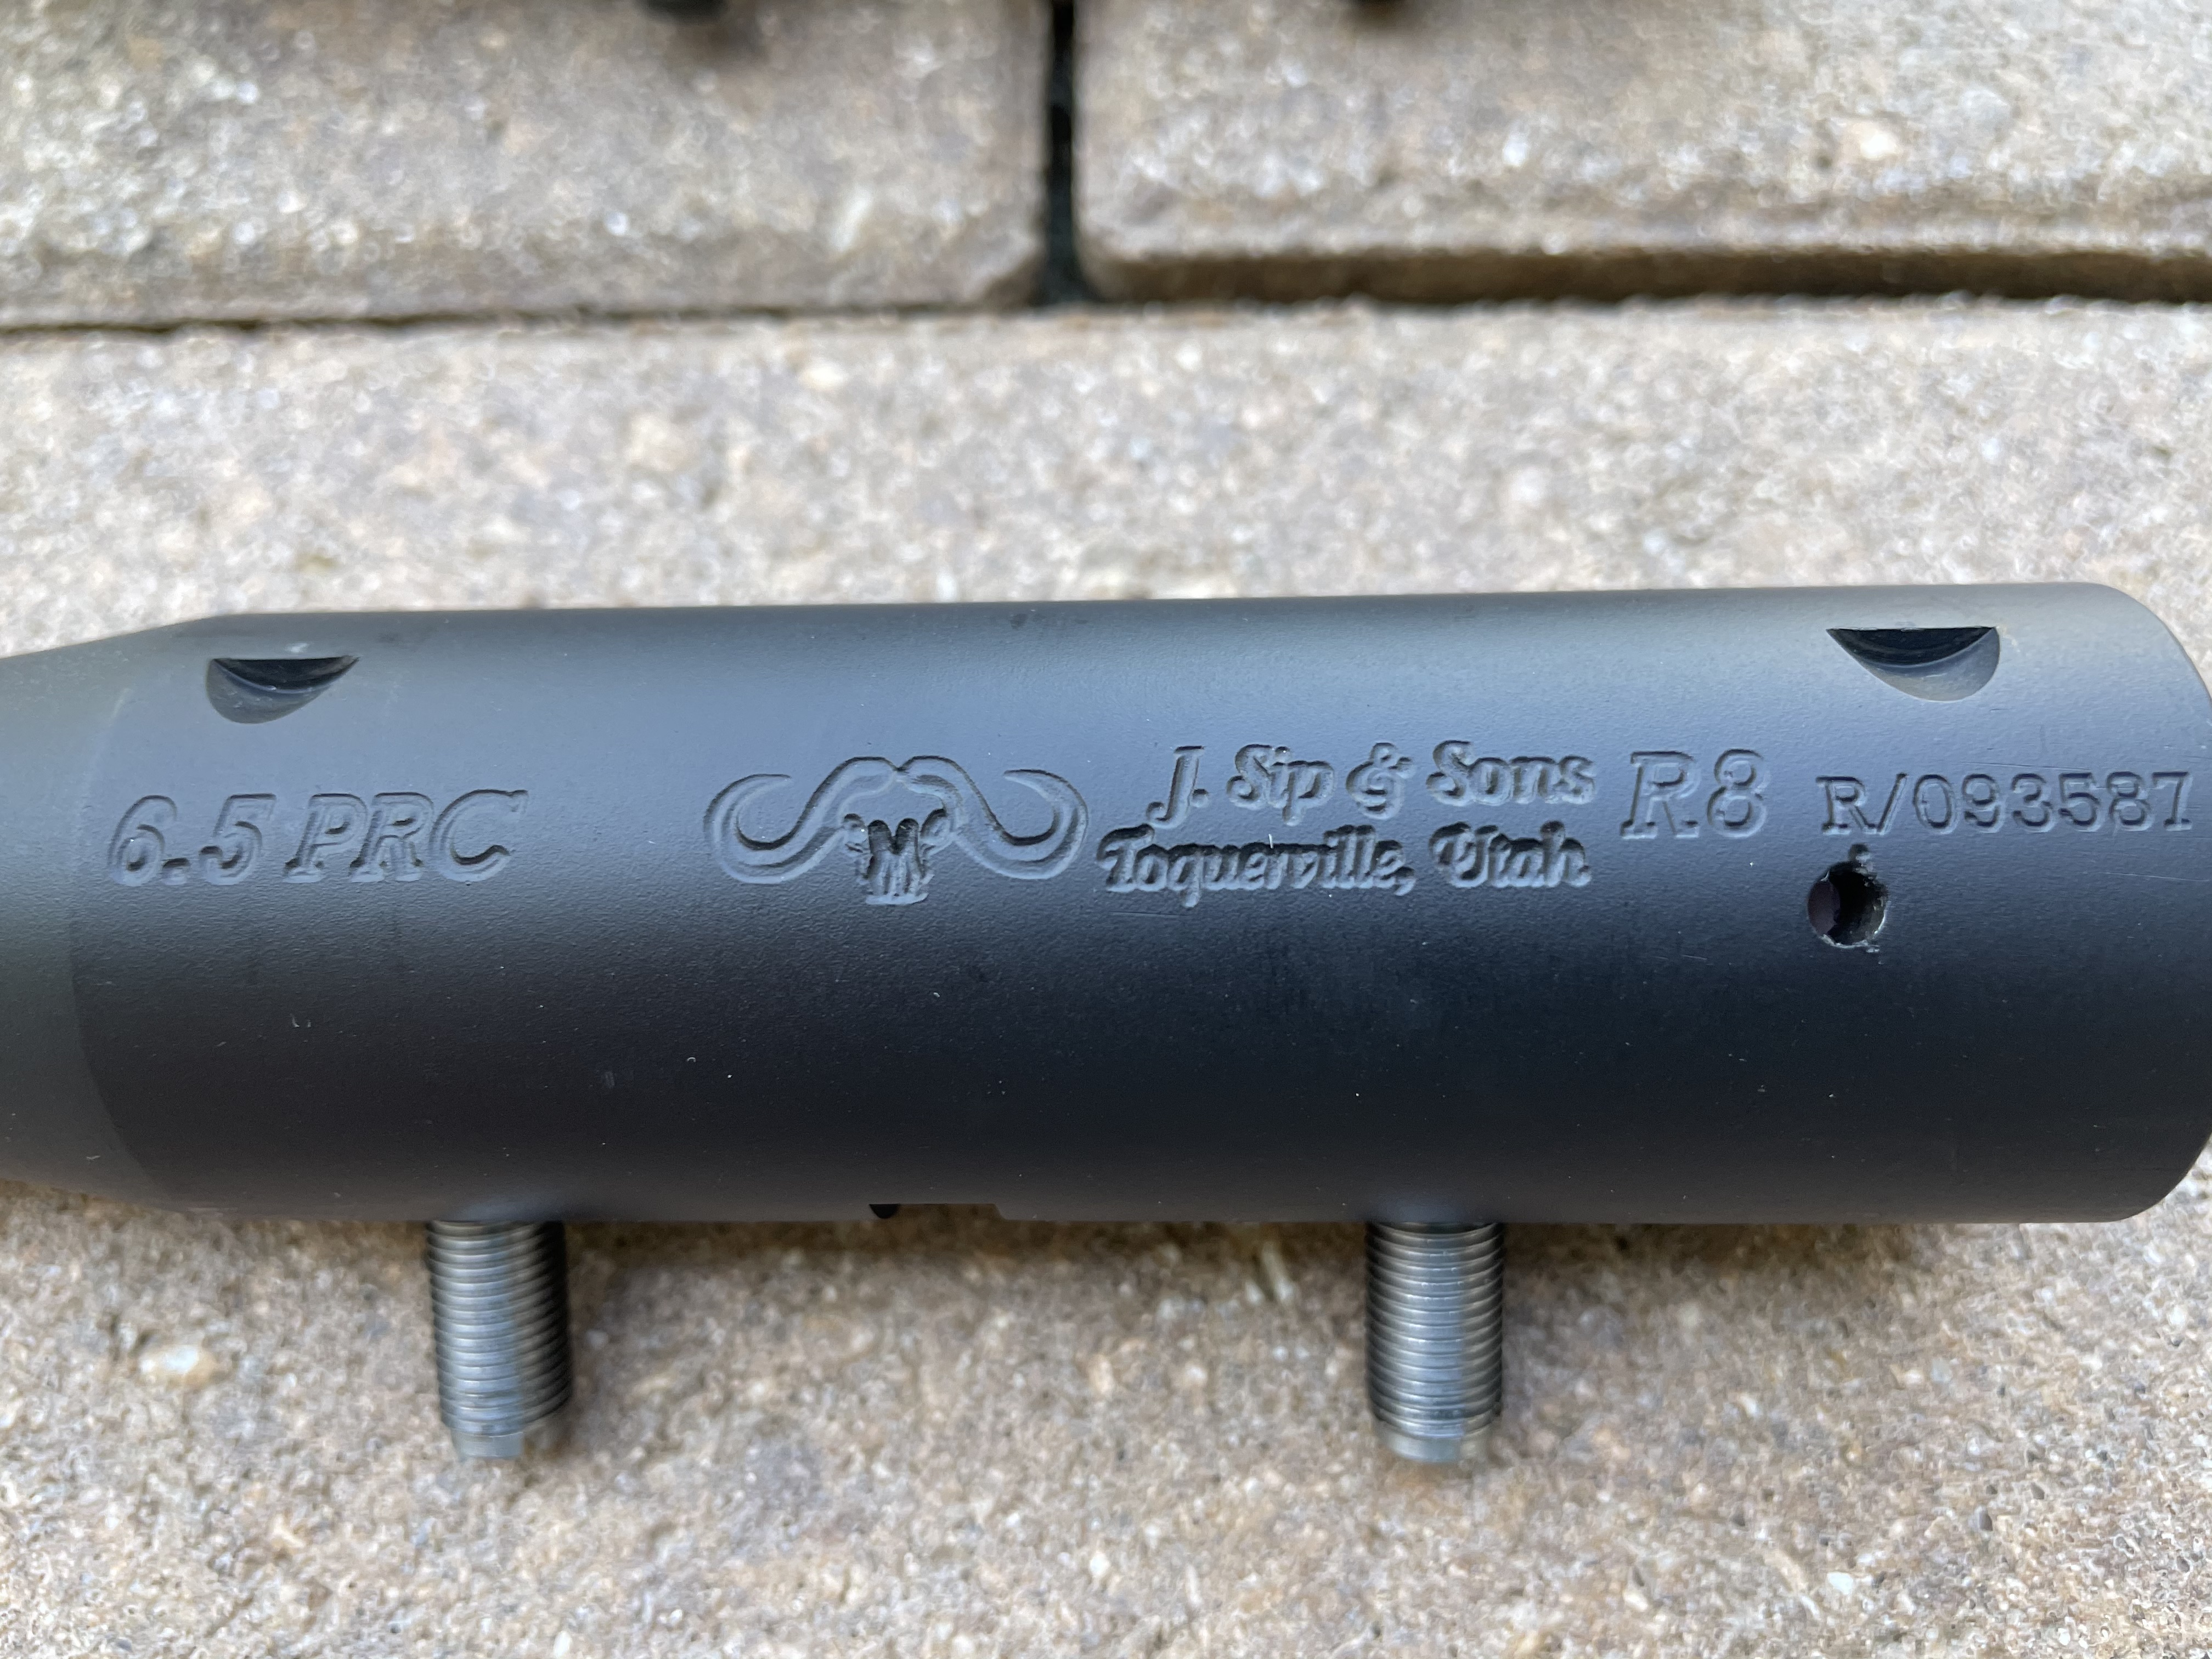 6.5 PRC
J. Sip & Sons
Toquerville, Utah
R8
R/093587